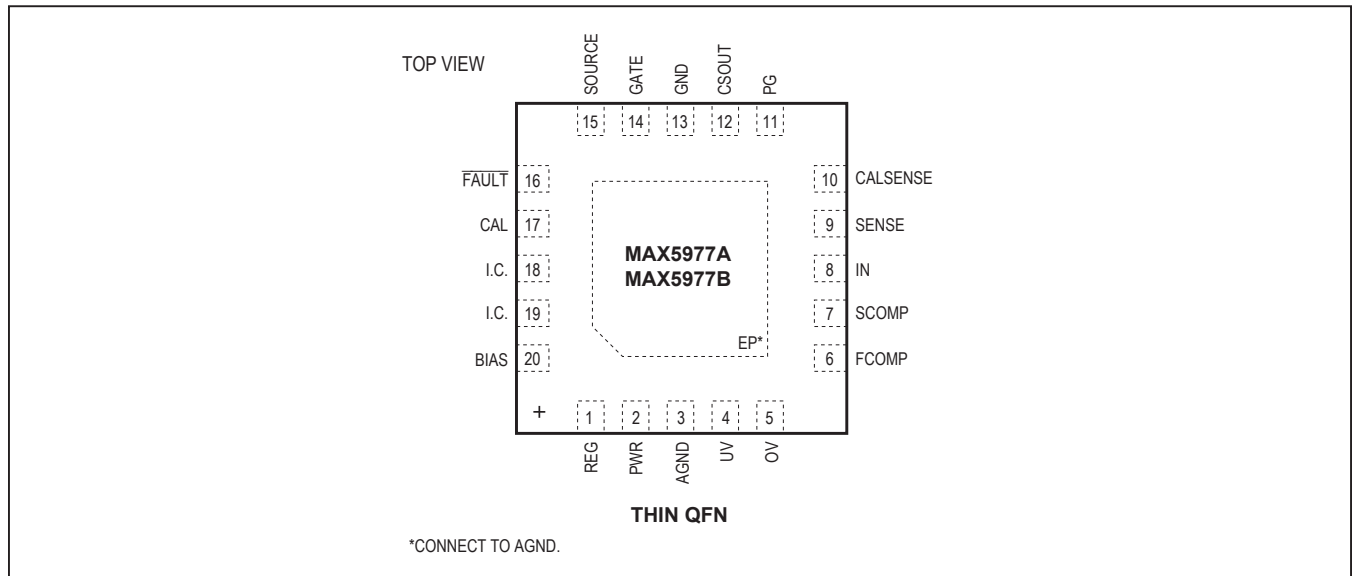 TOP VIEW
SOURCE
GATE
GND
CSOUT
PG
15
14
13
12
11
FAULT 16
CAL 17
I.C. 18
I.C. 19
BIAS 20
10 CALSENSE
9 SENSE
8 IN
7 SCOMP
6 FCOMP
MAX5977A
MAX5977B
EP*
+
1
2
3
4
5
REG
PWR
AGND
UV
OV
THIN QFN
*CONNECT TO AGND.